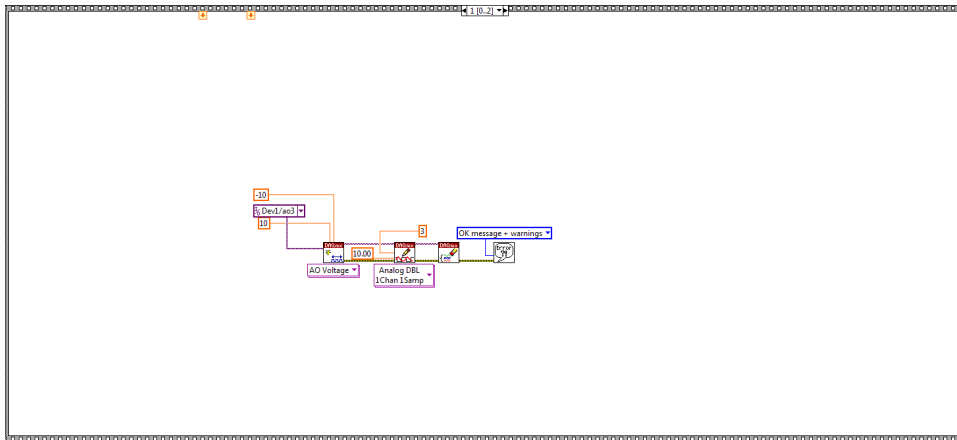 1 [0..2]
-10
Dev1/ao3
10
3
OK message + warnings
DAQmx
DAQmx
DAQmx
Error
10.00
AO Voltage
Analog DBL
1Chan 1Samp